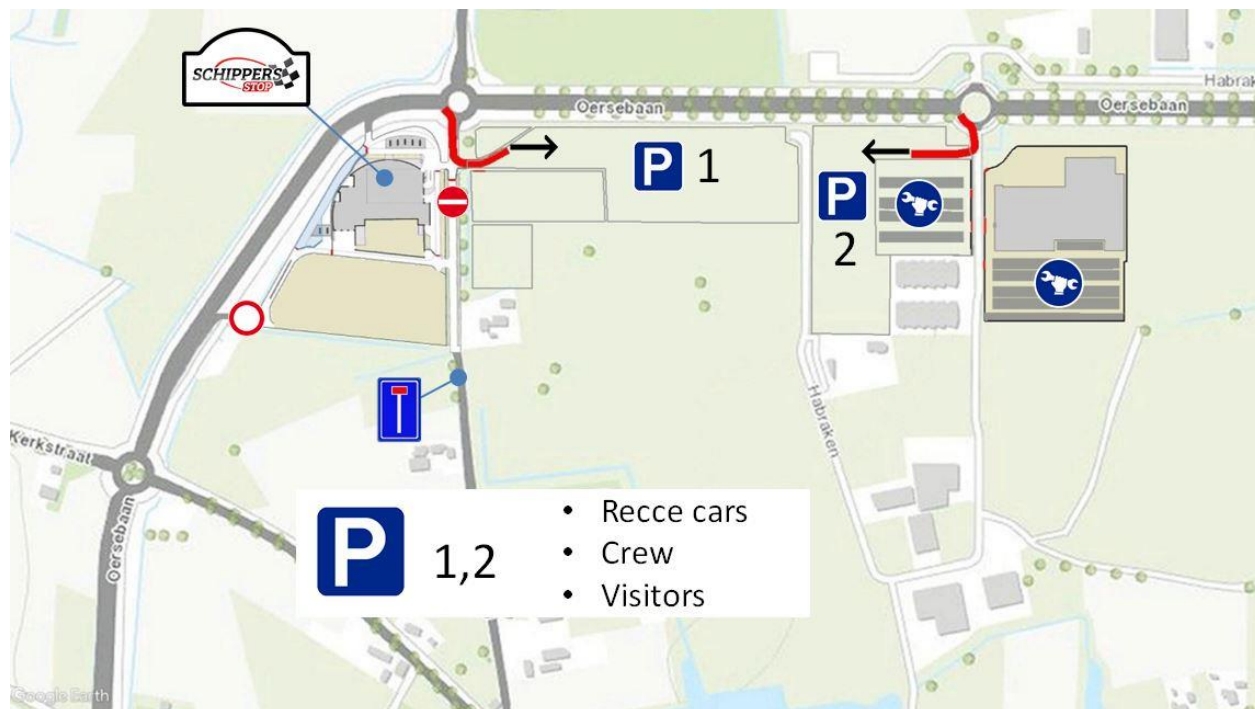 SCHIPPERS
STOP
Oersebaan
Oersebaan
Habrak
P 1
P
2
Kerkstraat
Habraken
Oersebaan
P 1,2
• Recce cars
• Crew
• Visitors
Google Earth